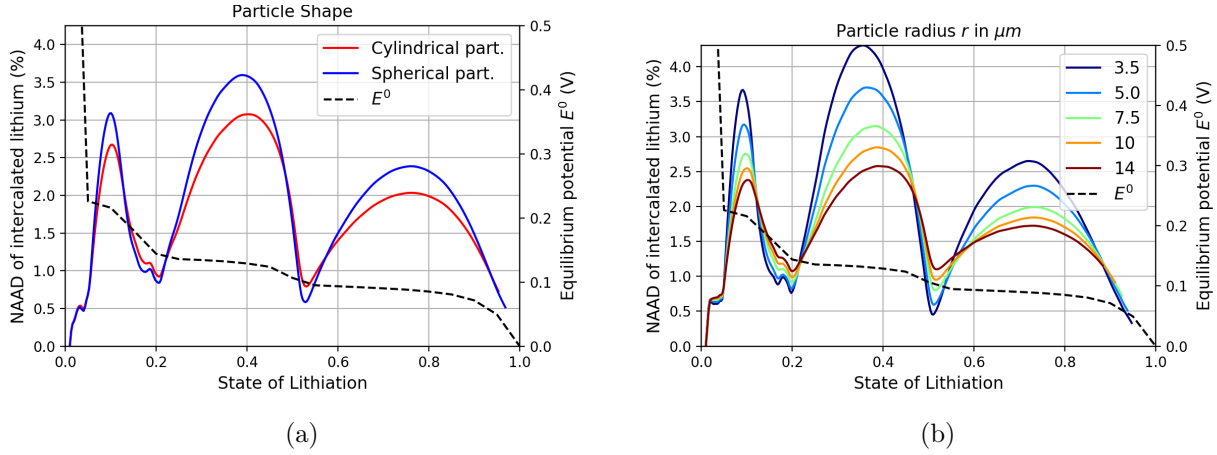 Particle Shape
NAAD of intercalated lithium (%)
4.0
3.5
3.0
2.5
2.0
1.5
1.0
0.5
0.0
Cylindrical part.
Spherical part.
E⁰
0.5
0.4
0.3
0.2
0.1
0.0
Equilibrium potential E⁰ (V)
0.0 0.2 0.4 0.6 0.8 1.0
State of Lithiation
(a)
Particle radius r in μm
NAAD of intercalated lithium (%)
4.0
3.5
3.0
2.5
2.0
1.5
1.0
0.5
0.0
3.5
5.0
7.5
10
14
E⁰
0.5
0.4
0.3
0.2
0.1
0.0
Equilibrium potential E⁰ (V)
0.0 0.2 0.4 0.6 0.8 1.0
State of Lithiation
(b)